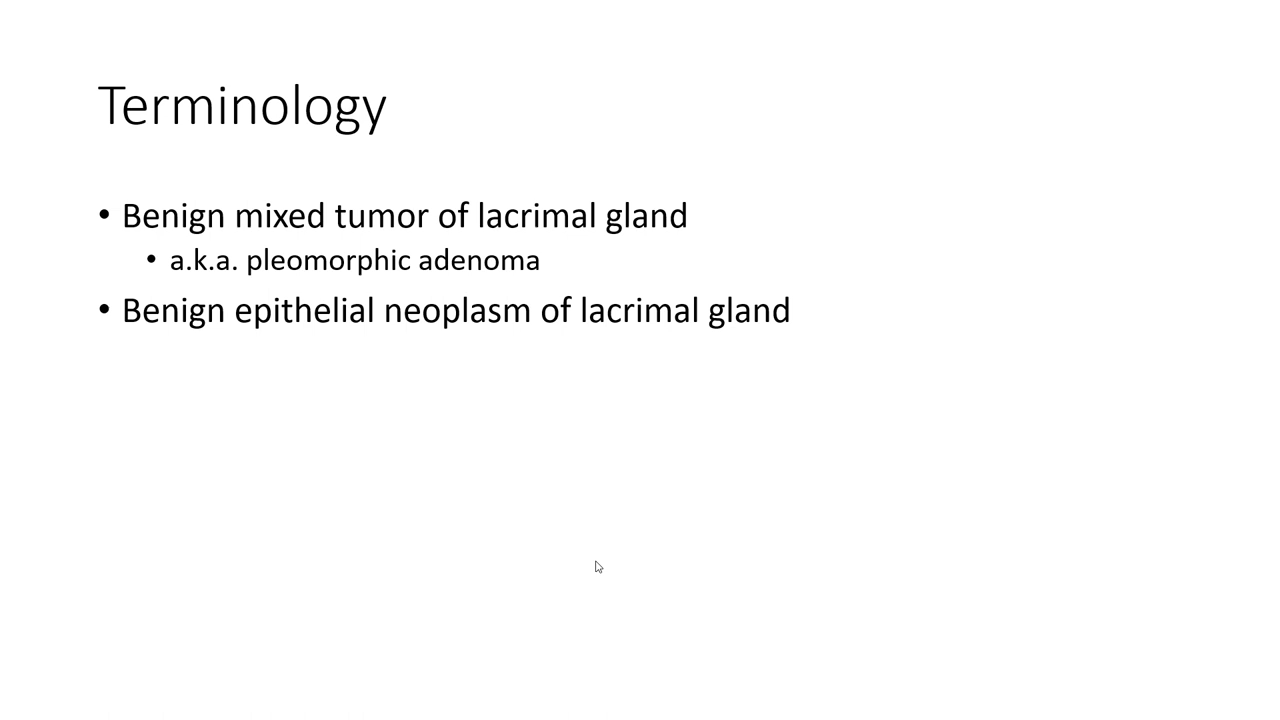 Terminology
• Benign mixed tumor of lacrimal gland
• a.k.a. pleomorphic adenoma
• Benign epithelial neoplasm of lacrimal gland